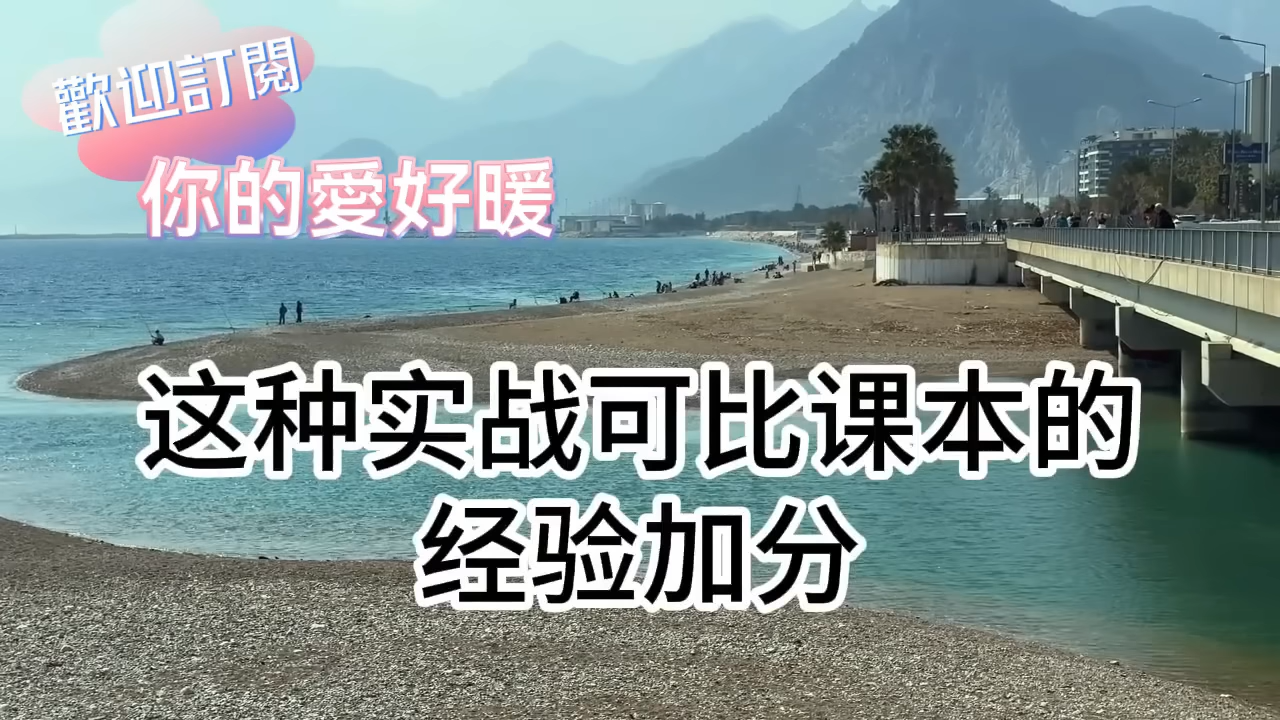 歡迎訂閱
你的愛好暖
这种实战可比课本的
经验加分